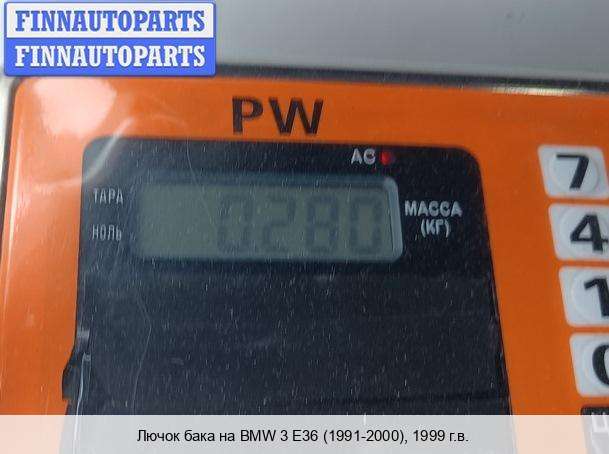 FINNAUTOPARTS
FINNAUTOPARTS
PW
AC
ТАРА
НОЛЬ
0.280
МАССА
(КГ)
7
4
1
0
Лючок бака на BMW 3 E36 (1991-2000), 1999 г.в.